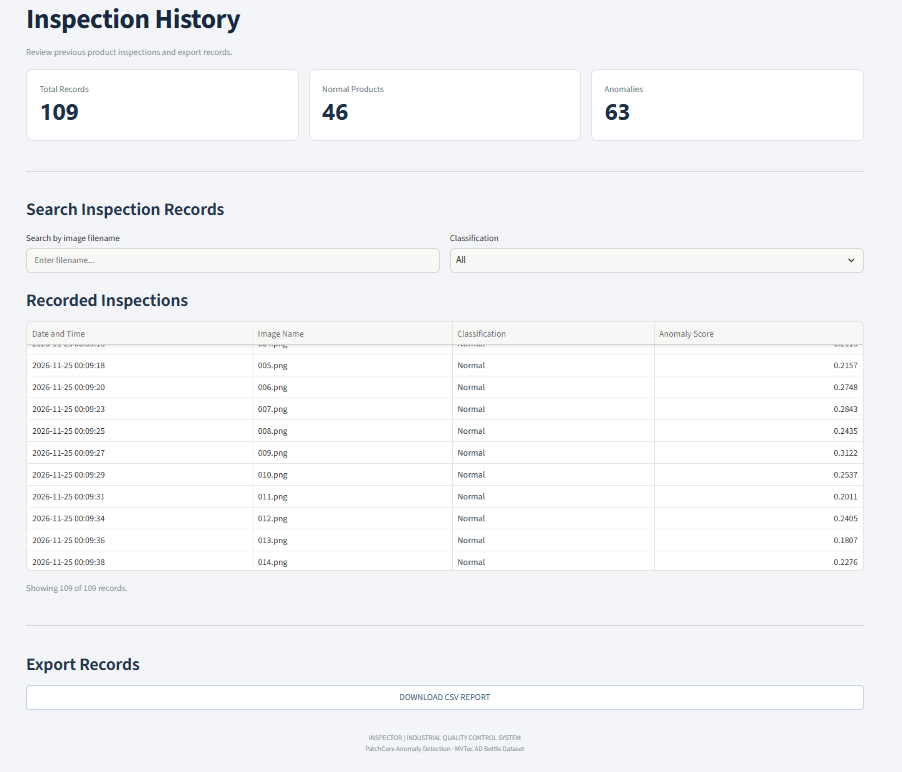 Inspection History
Review previous product inspections and export records.
Total Records Normal Products Anomalies
109 46 63
Search Inspection Records
Search by image filename Classification
Enter filename... All
Recorded Inspections
Date and Time Image Name Classification Anomaly Score
2026-11-25 00:09:18 005.png Normal 0.2157
2026-11-25 00:09:20 006.png Normal 0.2748
2026-11-25 00:09:23 007.png Normal 0.2843
2026-11-25 00:09:25 008.png Normal 0.2435
2026-11-25 00:09:27 009.png Normal 0.3122
2026-11-25 00:09:29 010.png Normal 0.2537
2026-11-25 00:09:31 011.png Normal 0.2011
2026-11-25 00:09:34 012.png Normal 0.2405
2026-11-25 00:09:36 013.png Normal 0.1807
2026-11-25 00:09:38 014.png Normal 0.2276
Showing 109 of 109 records.
Export Records
DOWNLOAD CSV REPORT
INSPECTOR | INDUSTRIAL QUALITY CONTROL SYSTEM
PatchCore Anomaly Detection · MVTec AD Bottle Dataset